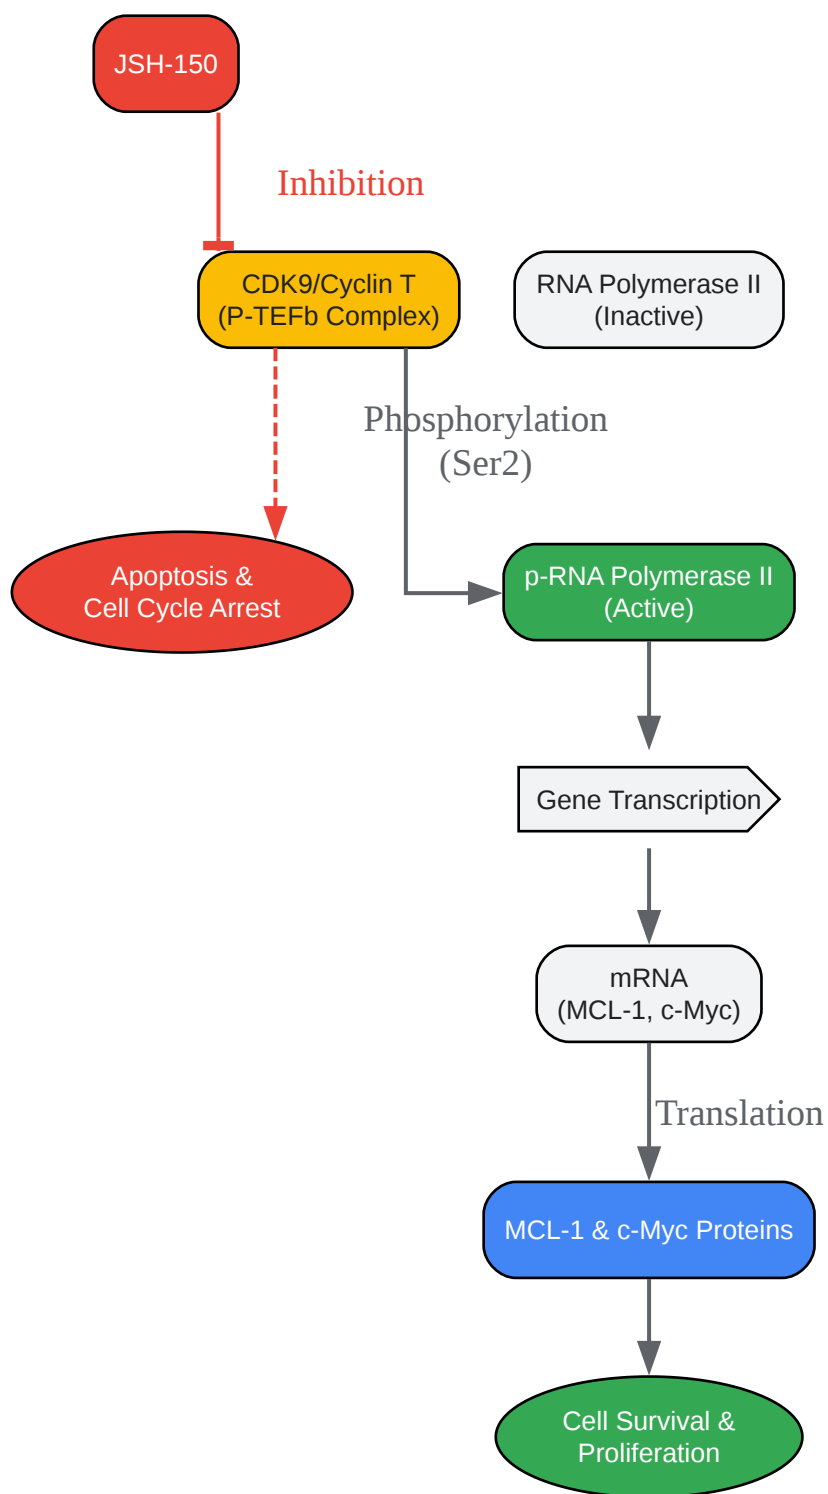 JSH-150
Inhibition
CDK9/Cyclin T
(P-TEFb Complex)
RNA Polymerase II
(Inactive)
Phosphorylation
(Ser2)
Apoptosis &
Cell Cycle Arrest
p-RNA Polymerase II
(Active)
Gene Transcription
mRNA
(MCL-1, c-Myc)
Translation
MCL-1 & c-Myc Proteins
Cell Survival &
Proliferation